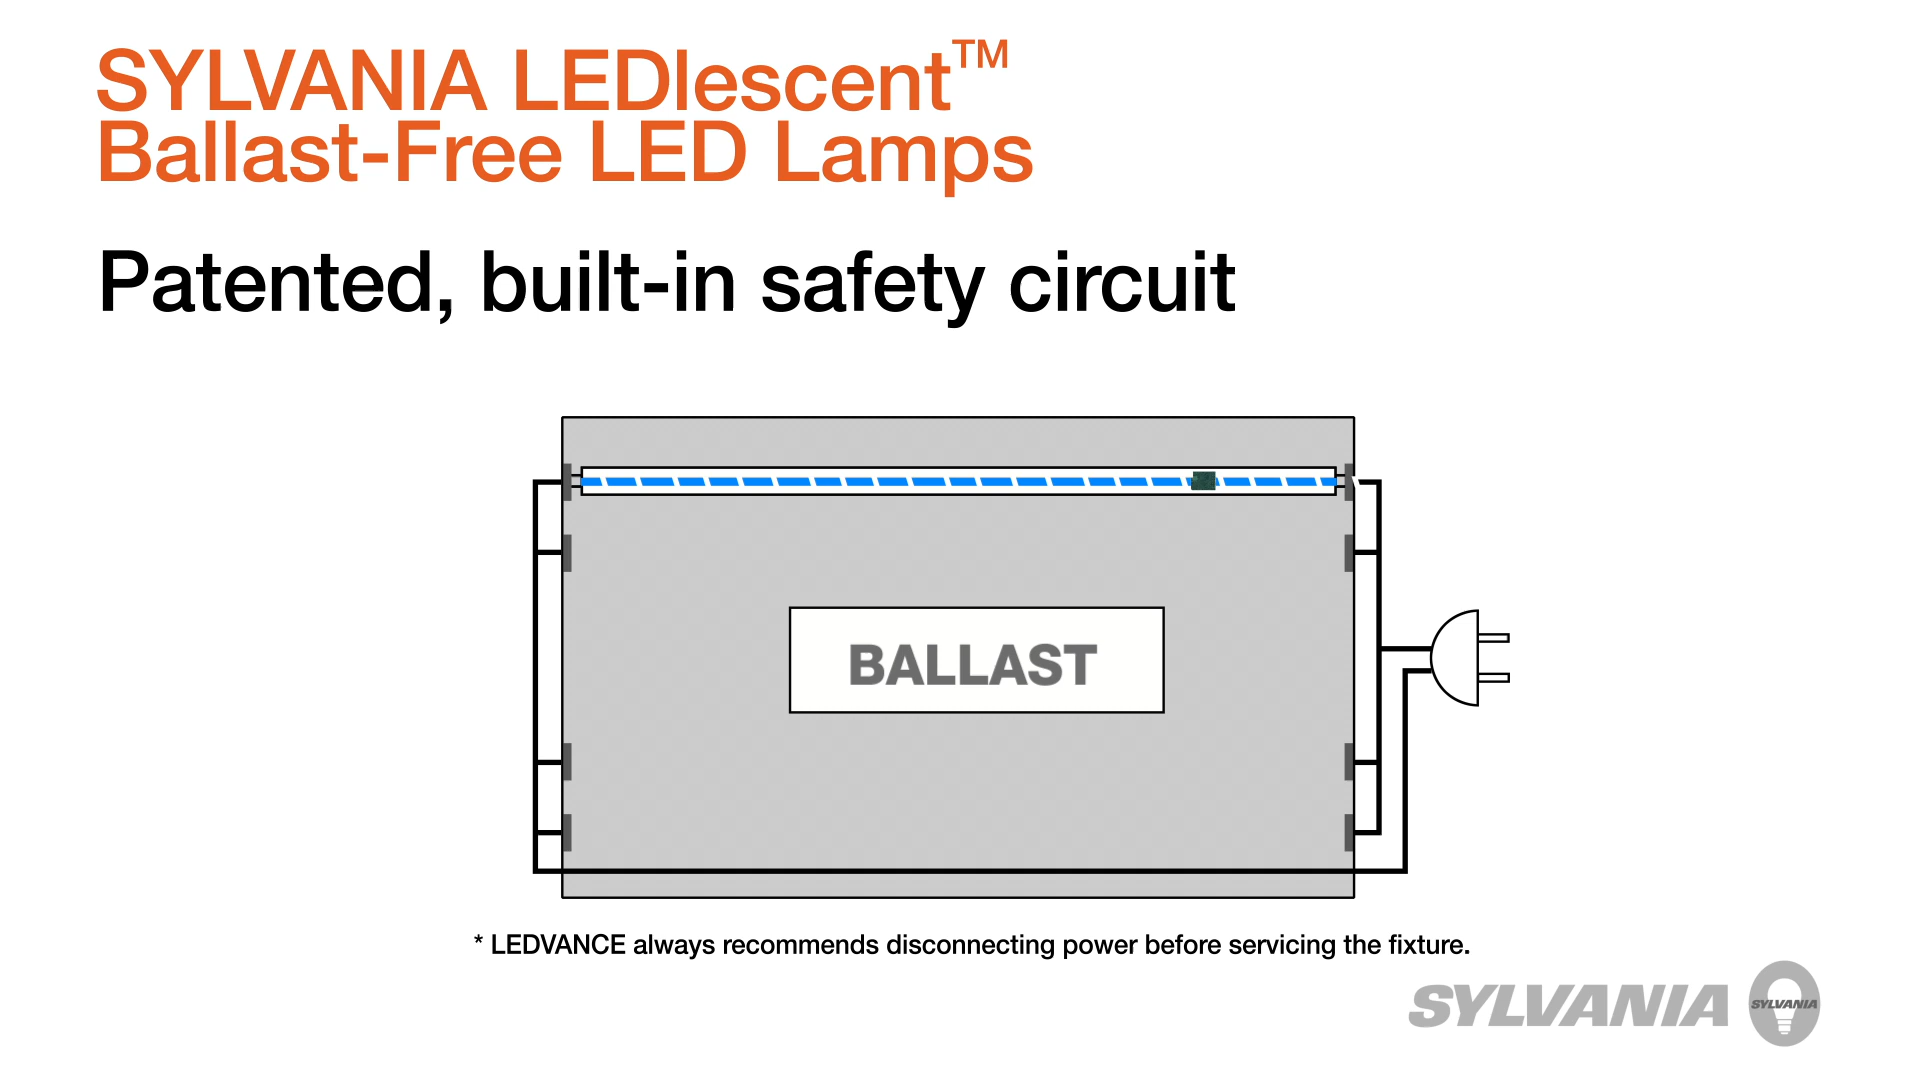 SYLVANIA LEDlescent™
Ballast-Free LED Lamps
Patented, built-in safety circuit
BALLAST
* LEDVANCE always recommends disconnecting power before servicing the fixture.
SYLVANIA
SYLVANIA